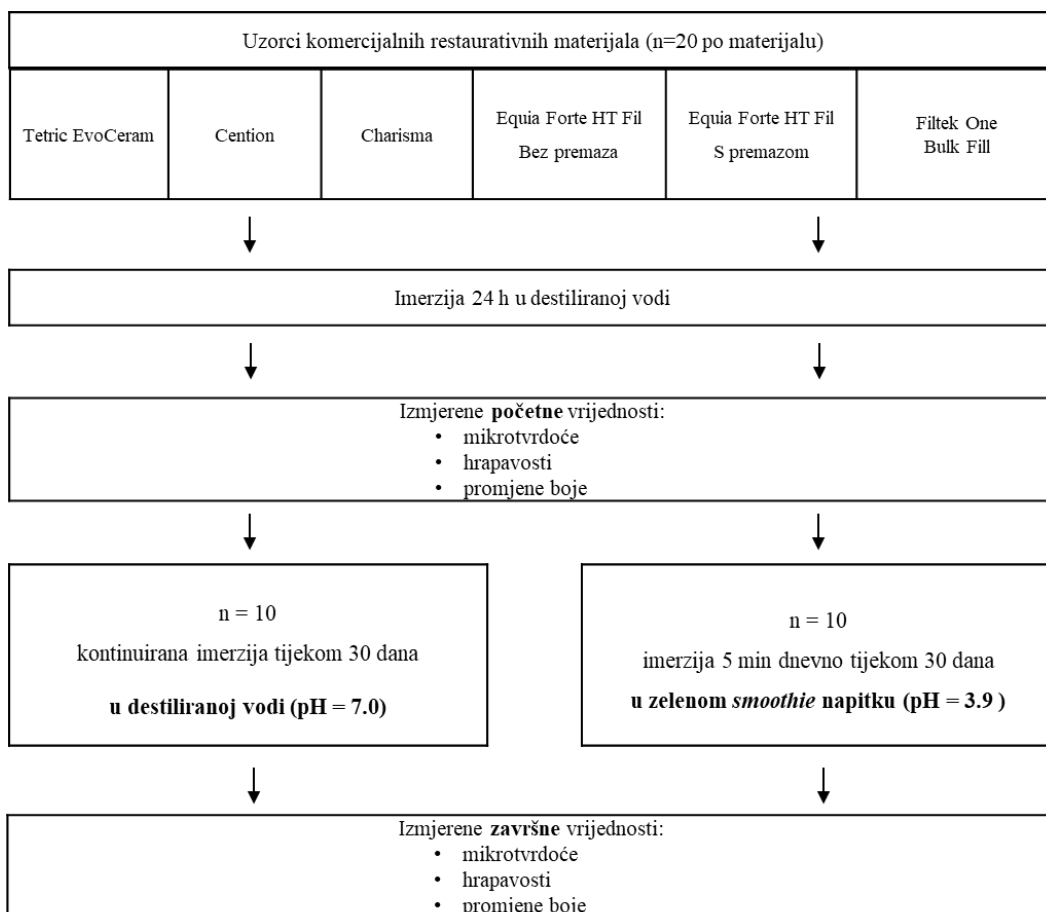 Uzorci komercijalnih restaurativnih materijala (n=20 po materijalu)
Tetric EvoCeram
Cention
Charisma
Equia Forte HT Fil
Bez premaza
Equia Forte HT Fil
S premazom
Filtek One
Bulk Fill
Imerzija 24 h u destiliranoj vodi
Izmjerene početne vrijednosti:
• mikrotvrdoće
• hrapavosti
• promjene boje
n = 10
kontinuirana imerzija tijekom 30 dana
u destiliranoj vodi (pH = 7.0)
n = 10
imerzija 5 min dnevno tijekom 30 dana
u zelenom smoothie napitku (pH = 3.9 )
Izmjerene završne vrijednosti:
• mikrotvrdoće
• hrapavosti
• promjene boje